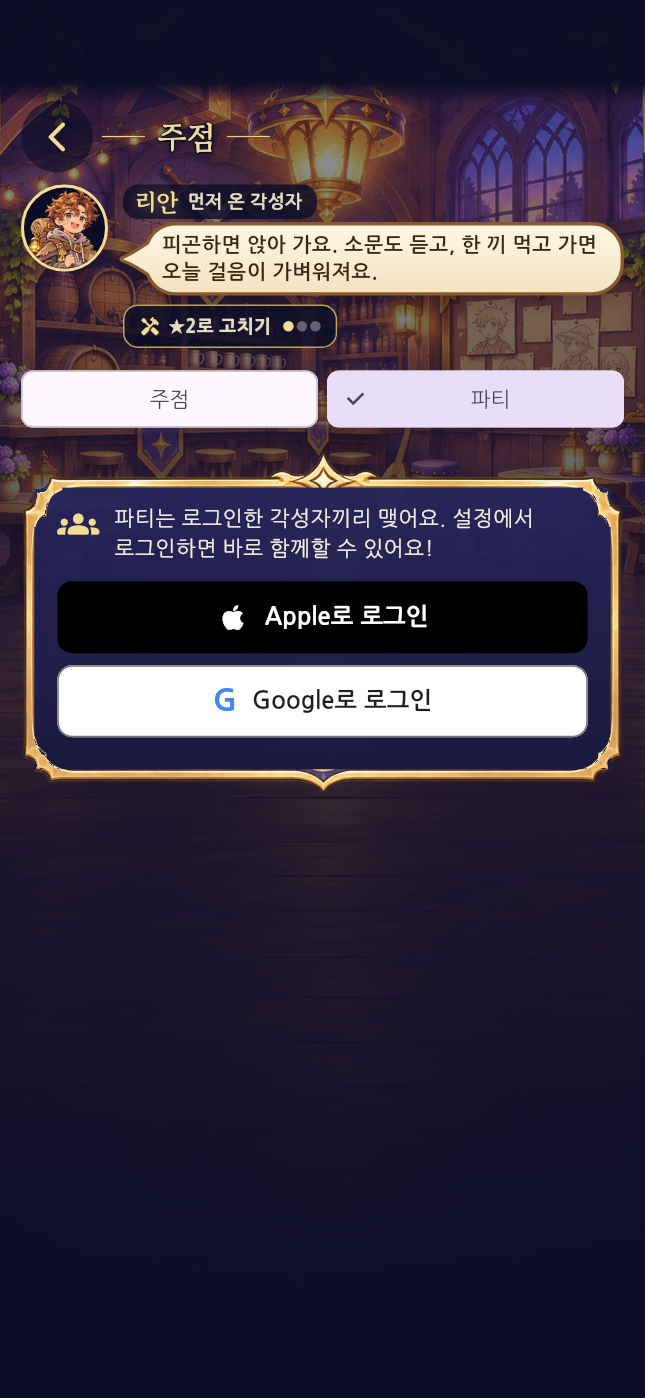 주점
리안 먼저 온 각성자
피곤하면 앉아 가요. 소문도 듣고, 한 끼 먹고 가면
오늘 걸음이 가벼워져요.
★2로 고치기
주점
파티
파티는 로그인한 각성자끼리 맺어요. 설정에서
로그인하면 바로 함께할 수 있어요!
Apple로 로그인
G Google로 로그인